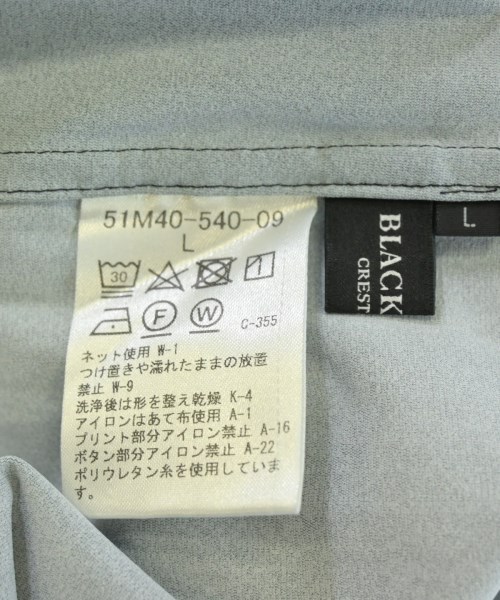 51M40-540-09
L
30
F
W
C-355
ネット使用 W-1
つけ置きや濡れたままの放置
禁止 W-9
洗浄後は形を整え乾燥 K-4
アイロンはあて布使用 A-1
プリント部分アイロン禁止 A-16
ボタン部分アイロン禁止 A-22
ポリウレタン糸を使用していま
す。
BLACK
CREST
L